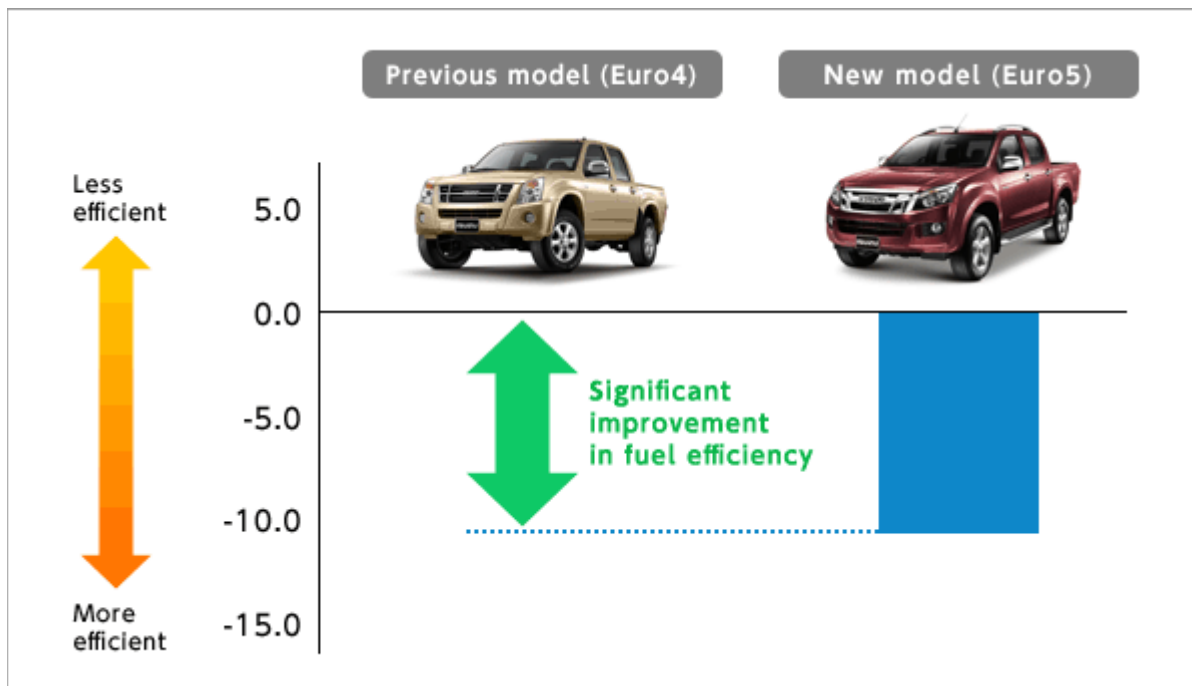 Previous model (Euro4)
New model (Euro5)
Less
efficient
5.0
0.0
-5.0
-10.0
-15.0
More
efficient
Significant
improvement
in fuel efficiency